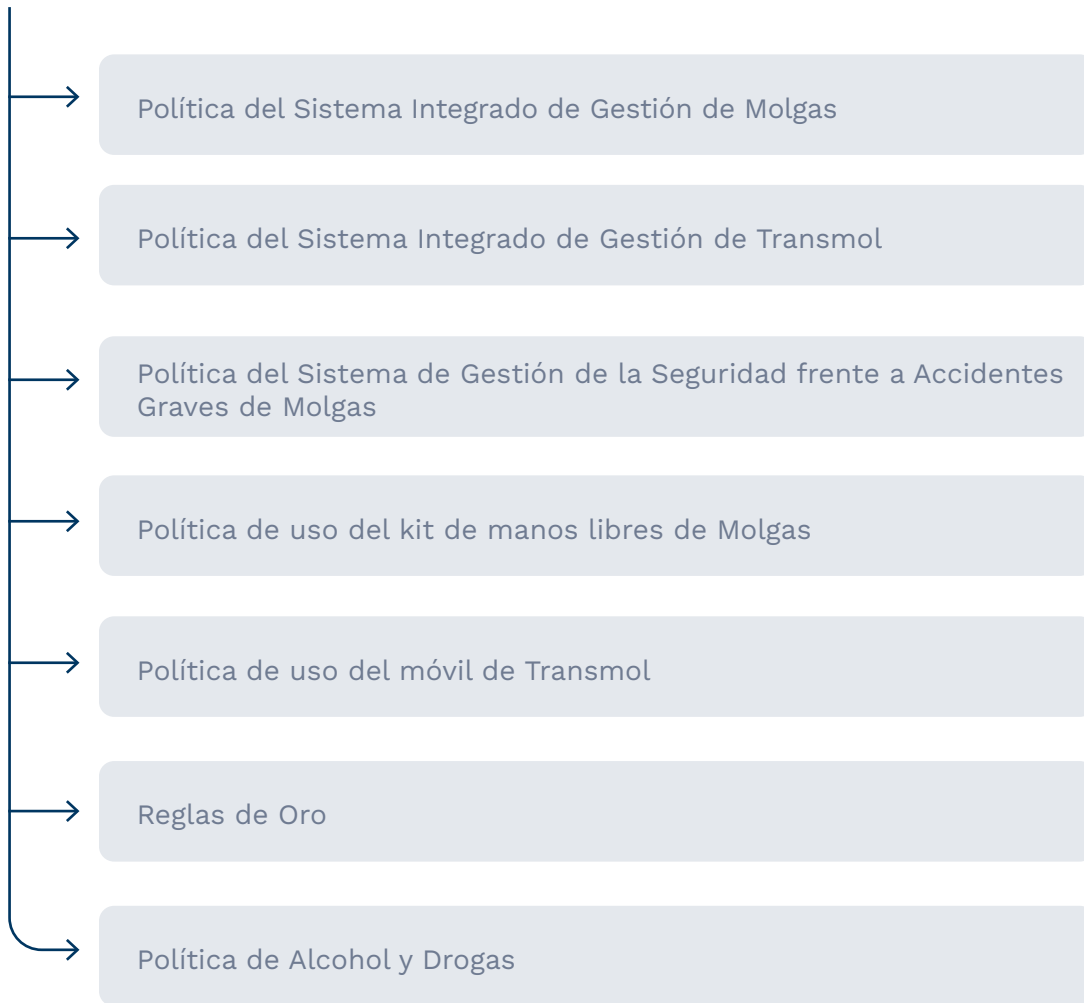 Política del Sistema Integrado de Gestión de Molgas
Política del Sistema Integrado de Gestión de Transmol
Política del Sistema de Gestión de la Seguridad frente a Accidentes
Graves de Molgas
Política de uso del kit de manos libres de Molgas
Política de uso del móvil de Transmol
Reglas de Oro
Política de Alcohol y Drogas